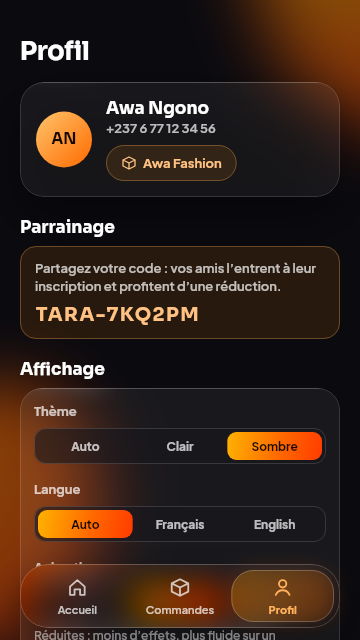 Profil
AN
Awa Ngono
+237 6 77 12 34 56
Awa Fashion
Parrainage
Partagez votre code : vos amis l'entrent à leur
inscription et profitent d'une réduction.
TARA-7KQ2PM
Affichage
Thème
Auto Clair Sombre
Langue
Auto Français English
Accueil Commandes Profil
Réduites : moins d'effets, plus fluide sur un